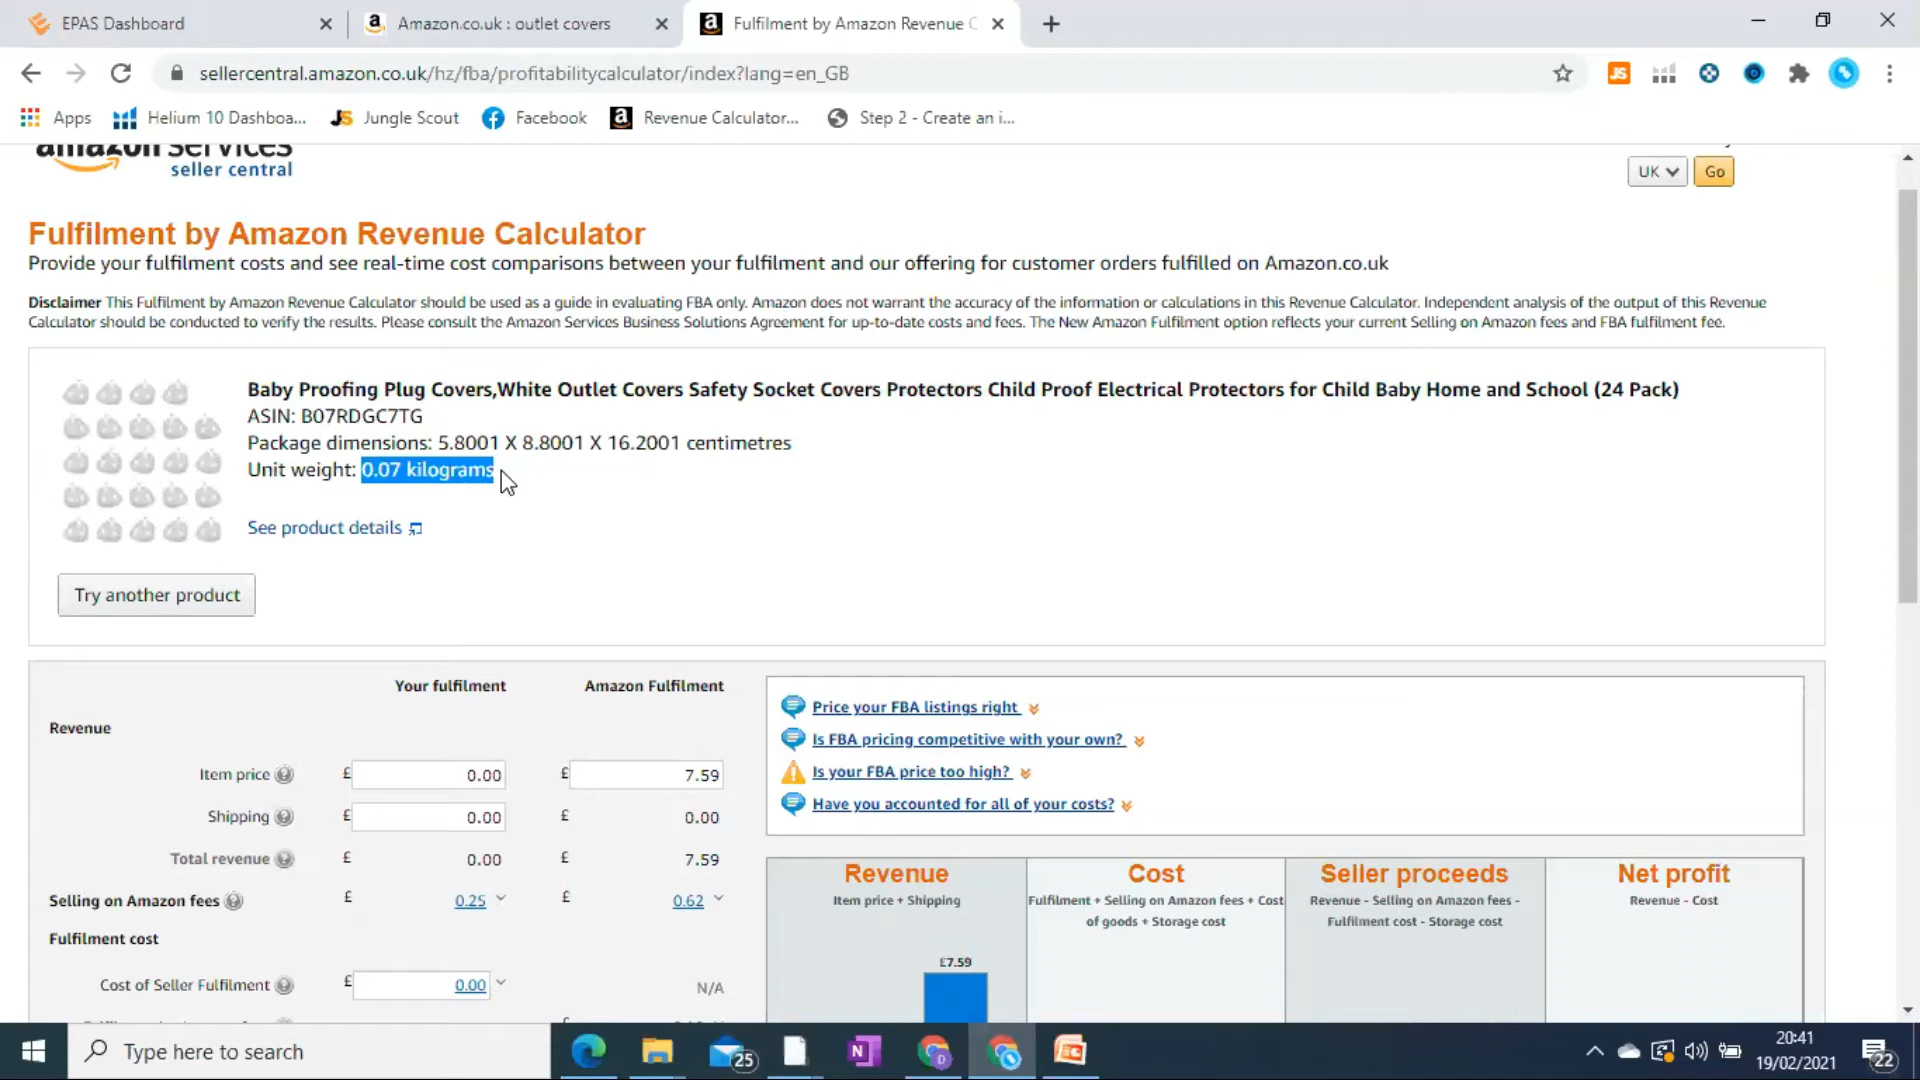 EPAS Dashboard
Amazon.co.uk : outlet covers
Fulfilment by Amazon Revenue C
sellercentral.amazon.co.uk/hz/fba/profitabilitycalculator/index?lang=en_GB
JS
Apps
Helium 10 Dashboa...
Jungle Scout
Facebook
Revenue Calculator...
Step 2 - Create an i...
amazon services
seller central
UK
Go
Fulfilment by Amazon Revenue Calculator
Provide your fulfilment costs and see real-time cost comparisons between your fulfilment and our offering for customer orders fulfilled on Amazon.co.uk
Disclaimer This Fulfilment by Amazon Revenue Calculator should be used as a guide in evaluating FBA only. Amazon does not warrant the accuracy of the information or calculations in this Revenue Calculator. Independent analysis of the output of this Revenue
Calculator should be conducted to verify the results. Please consult the Amazon Services Business Solutions Agreement for up-to-date costs and fees. The New Amazon Fulfilment option reflects your current Selling on Amazon fees and FBA fulfilment fee.
Baby Proofing Plug Covers,White Outlet Covers Safety Socket Covers Protectors Child Proof Electrical Protectors for Child Baby Home and School (24 Pack)
ASIN: B07RDGC7TG
Package dimensions: 5.8001 X 8.8001 X 16.2001 centimetres
Unit weight: 0.07 kilograms
See product details
Try another product
Your fulfilment
Amazon Fulfilment
Revenue
Item price £ 0.00 £ 7.59
Shipping £ 0.00 £ 0.00
Total revenue £ 0.00 £ 7.59
Selling on Amazon fees £ 0.25 £ 0.62
Fulfilment cost
Cost of Seller Fulfilment £ 0.00 N/A
Price your FBA listings right
Is FBA pricing competitive with your own?
Is your FBA price too high?
Have you accounted for all of your costs?
Revenue
Item price + Shipping
£7.59
Cost
Fulfilment + Selling on Amazon fees + Cost
of goods + Storage cost
Seller proceeds
Revenue - Selling on Amazon fees -
Fulfilment cost - Storage cost
Net profit
Revenue - Cost
Type here to search
25
N
D
20:41
19/02/2021
22